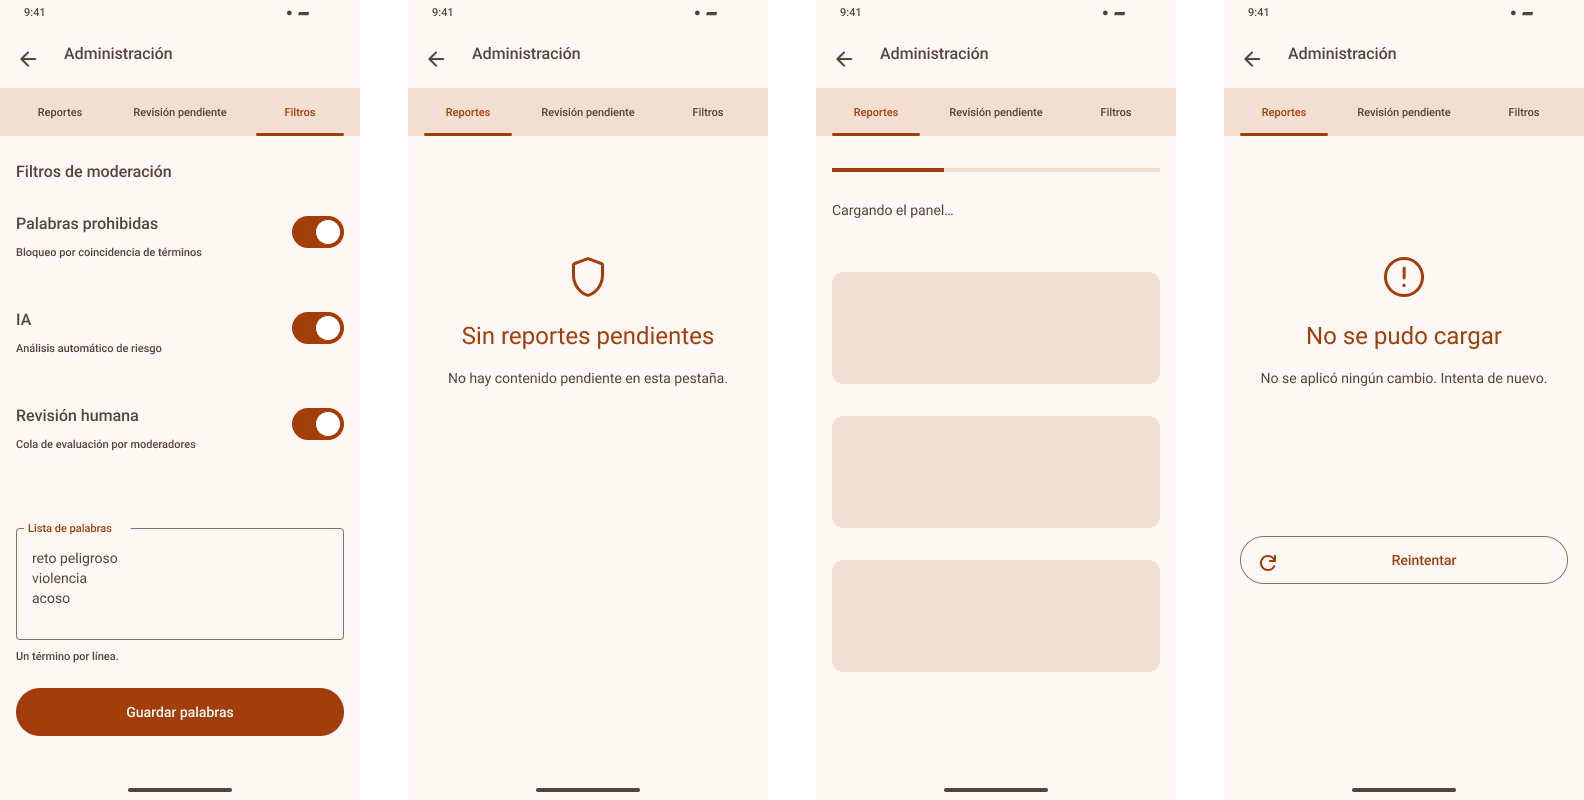 9:41
Administración
Reportes
Revisión pendiente
Filtros
Filtros de moderación
Palabras prohibidas
Bloqueo por coincidencia de términos
IA
Análisis automático de riesgo
Revisión humana
Cola de evaluación por moderadores
Lista de palabras
reto peligroso
violencia
acoso
Un término por línea.
Guardar palabras
9:41
Administración
Reportes
Revisión pendiente
Filtros
Sin reportes pendientes
No hay contenido pendiente en esta pestaña.
9:41
Administración
Reportes
Revisión pendiente
Filtros
Cargando el panel…
9:41
Administración
Reportes
Revisión pendiente
Filtros
No se pudo cargar
No se aplicó ningún cambio. Intenta de nuevo.
Reintentar